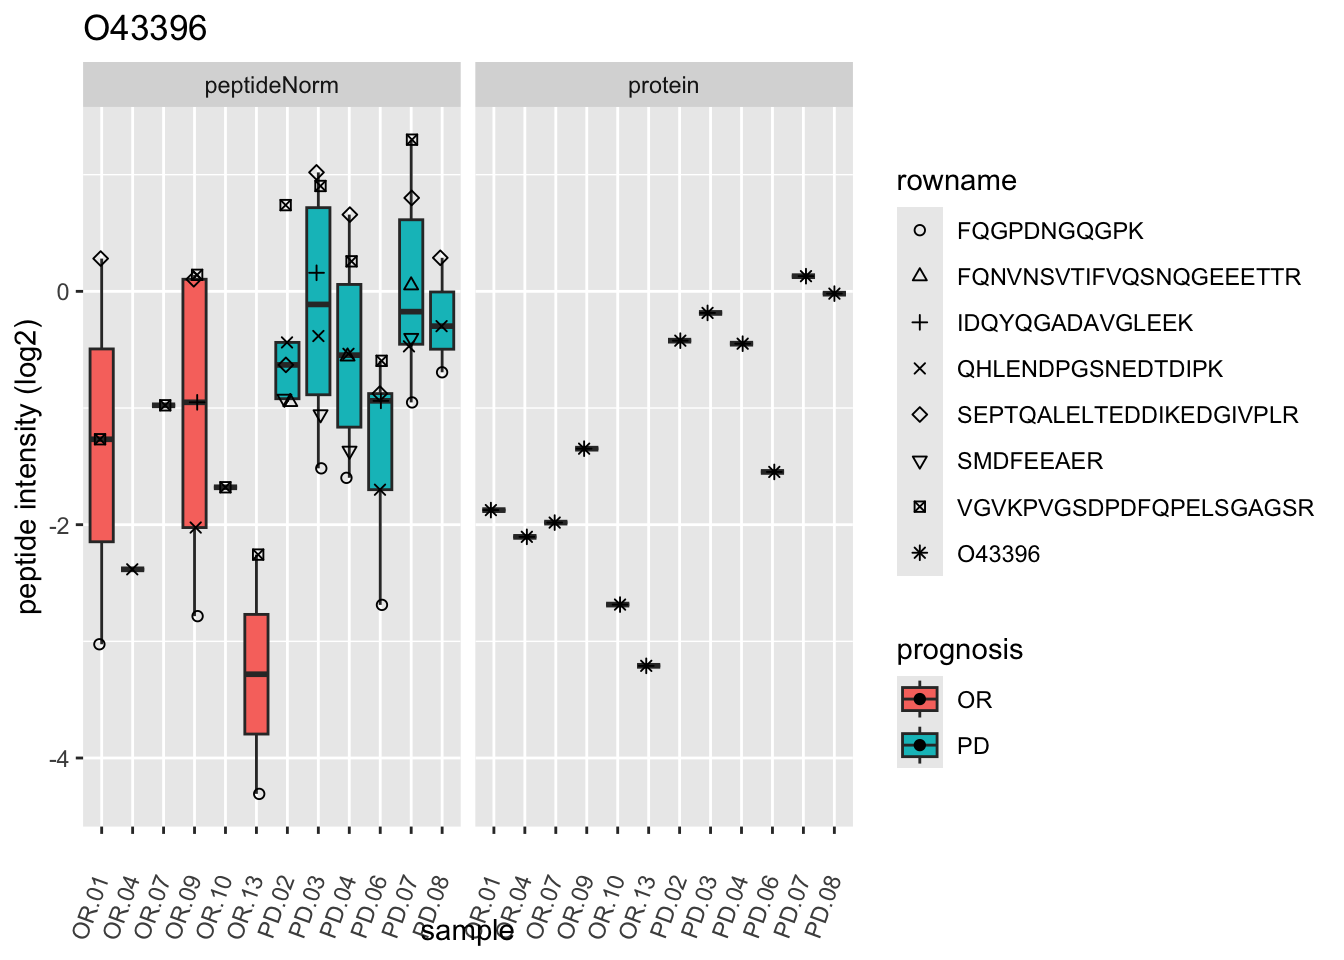 O43396
peptideNorm
protein
peptide intensity (log2)
0
-2
-4
OR.01
OR.04
OR.07
OR.09
OR.10
OR.13
PD.02
PD.03
PD.04
PD.06
PD.07
PD.08
OR.01
OR.04
OR.07
OR.09
OR.10
OR.13
PD.02
PD.03
PD.04
PD.06
PD.07
PD.08
sample
rowname
FQGPDNGQGPK
FQNVNSVTIFVQSNQGEEETTR
IDQYQGADAVGLEEK
QHLENDPGSNEDTDIPK
SEPTQALELTEDDIKEDGIVPLR
SMDFEEAER
VGVKPVGSDPDFQPELSGAGSR
O43396
prognosis
OR
PD